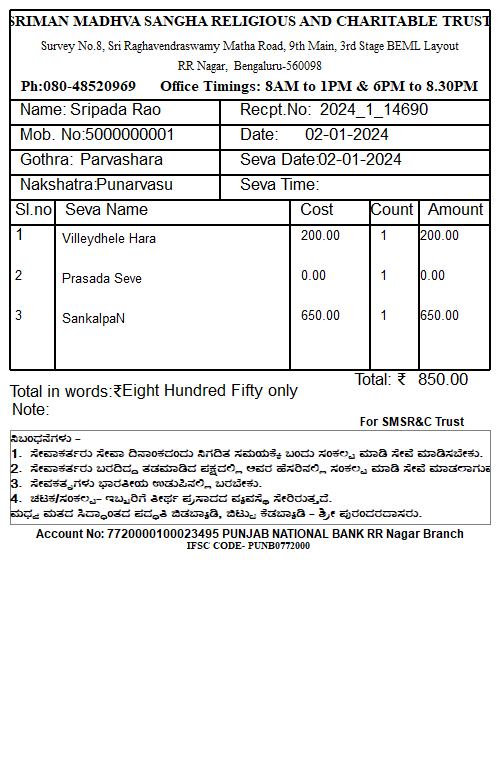 SRIMAN MADHVA SANGHA RELIGIOUS AND CHARITABLE TRUST
Survey No.8, Sri Raghavendraswamy Matha Road, 9th Main, 3rd Stage BEML Layout
RR Nagar, Bengaluru-560098
Ph:080-48520969 Office Timings: 8AM to 1PM & 6PM to 8.30PM
Name: Sripada Rao Recpt.No: 2024_1_14690
Mob. No:5000000001 Date: 02-01-2024
Gothra: Parvashara Seva Date:02-01-2024
Nakshatra:Punarvasu Seva Time:
Sl.no Seva Name Cost Count Amount
1 Villeydhele Hara 200.00 1 200.00
2 Prasada Seve 0.00 1 0.00
3 SankalpaN 650.00 1 650.00
Total: ₹ 850.00
Total in words:₹Eight Hundred Fifty only
Note:
For SMSR&C Trust
ನಿಬಂಧನೆಗಳು –
1. ಸೇವಾಕರ್ತರು ಸೇವಾ ದಿನಾಂಕದಂದು ನಿಗದಿತ ಸಮಯಕ್ಕೆ ಬಂದು ಸಂಕಲ್ಪ ಮಾಡಿ ಸೇವೆ ಮಾಡಿಸಬೇಕು.
2. ಸೇವಾಕರ್ತರು ಬರದಿದ್ದ ತಡಮಾಡಿದ ಪಕ್ಷದಲ್ಲಿ ಅವರ ಹೆಸರಿನಲ್ಲಿ ಸಂಕಲ್ಪ ಮಾಡಿ ಸೇವೆ ಮಾಡಲಾಗುವ
3. ಸೇವಕರ್ತೃಗಳು ಭಾರತೀಯ ಉಡುಪಿನಲ್ಲಿ ಬರಬೇಕು.
4. ಚಟಕ/ಸಂಕಲ್ಪ– ಇಬ್ಬರಿಗೆ ತೀರ್ಥ ಪ್ರಸಾದದ ವ್ಯವಸ್ಥೆ ಸೇರಿರುತ್ತದೆ.
ಮಧ್ವ ಮತದ ಸಿದ್ಧಾಂತದ ಪದ್ಧತಿ ಬಿಡಬ್ಯಾಡಿ, ಬಿಟ್ಟು ಕೆಡಬ್ಯಾಡಿ – ಶ್ರೀ ಪುರಂದರದಾಸರು.
Account No: 7720000100023495 PUNJAB NATIONAL BANK RR Nagar Branch
IFSC CODE- PUNB0772000